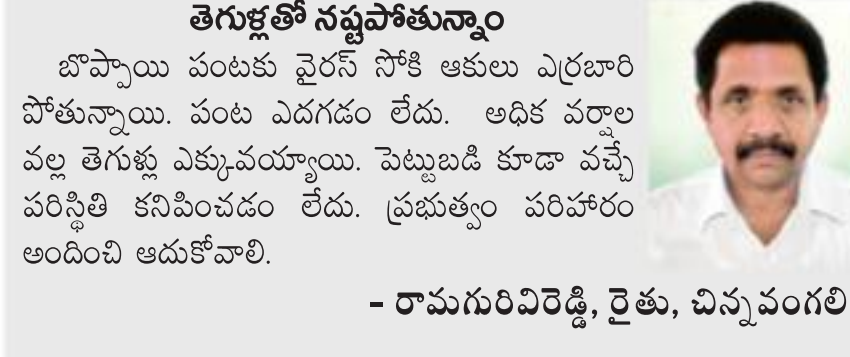 తెగుళ్లతో నష్టపోతున్నాం
బొప్పాయి పంటకు వైరస్ సోకి ఆకులు ఎర్రబారి
పోతున్నాయి. పంట ఎదగడం లేదు. అధిక వర్షాల
వల్ల తెగుళ్లు ఎక్కువయ్యాయి. పెట్టుబడి కూడా వచ్చే
పరిస్థితి కనిపించడం లేదు. ప్రభుత్వం పరిహారం
అందించి ఆదుకోవాలి.
- రామగురివిరెడ్డి, రైతు, చిన్నవంగలి